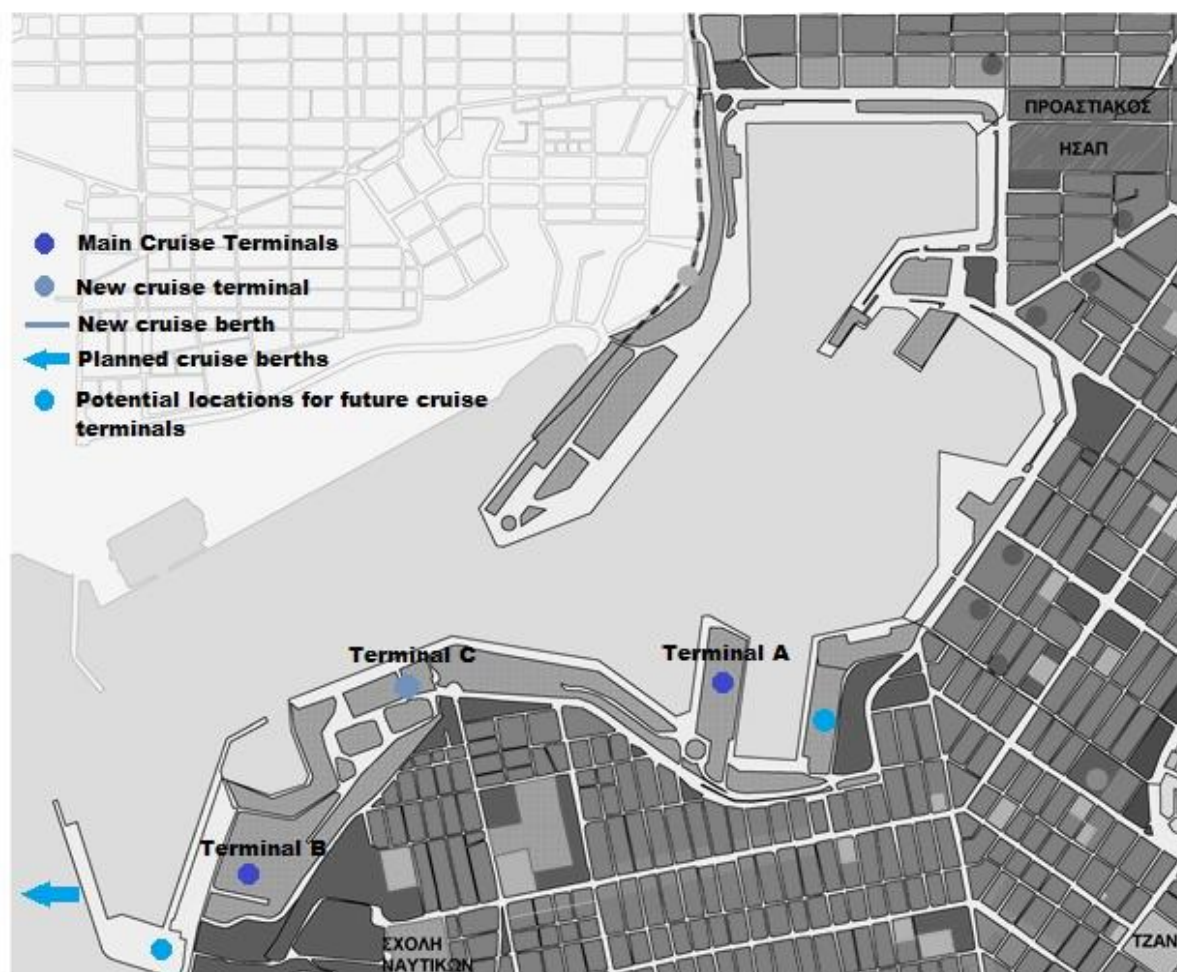 ΠΡΟΑΣΤΙΑΚΟΣ
ΗΣΑΠ
Main Cruise Terminals
New cruise terminal
New cruise berth
Planned cruise berths
Potential locations for future cruise
terminals
Terminal C
Terminal A
Terminal B
ΣΧΟΛΗ
ΝΑΥΤΙΚΩΝ
ΤΖΑΝ